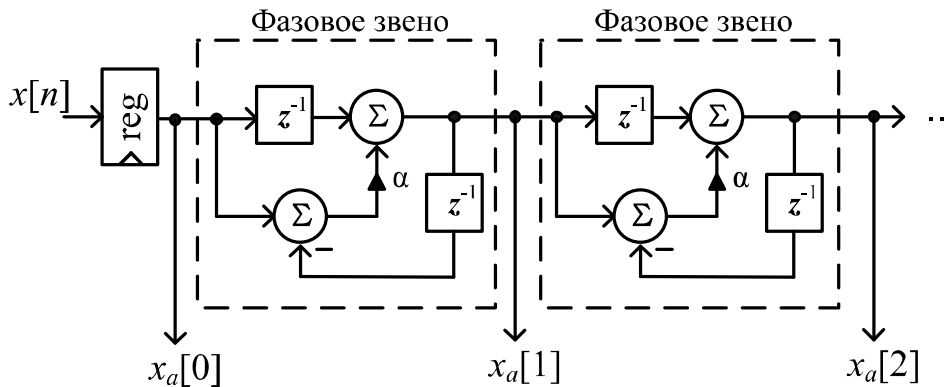 Фазовое звено
Фазовое звено
x[n]
reg
z⁻¹
Σ
α
Σ
z⁻¹
−
z⁻¹
Σ
α
Σ
z⁻¹
−
..
xₐ[0]
xₐ[1]
xₐ[2]